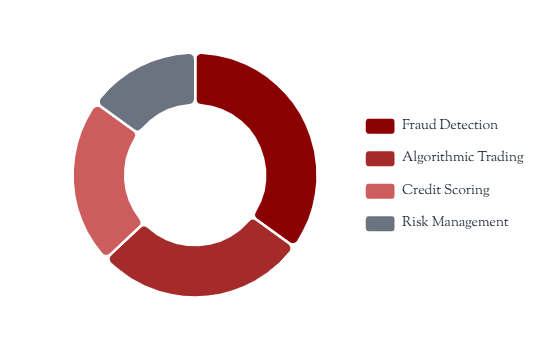 Fraud Detection
Algorithmic Trading
Credit Scoring
Risk Management